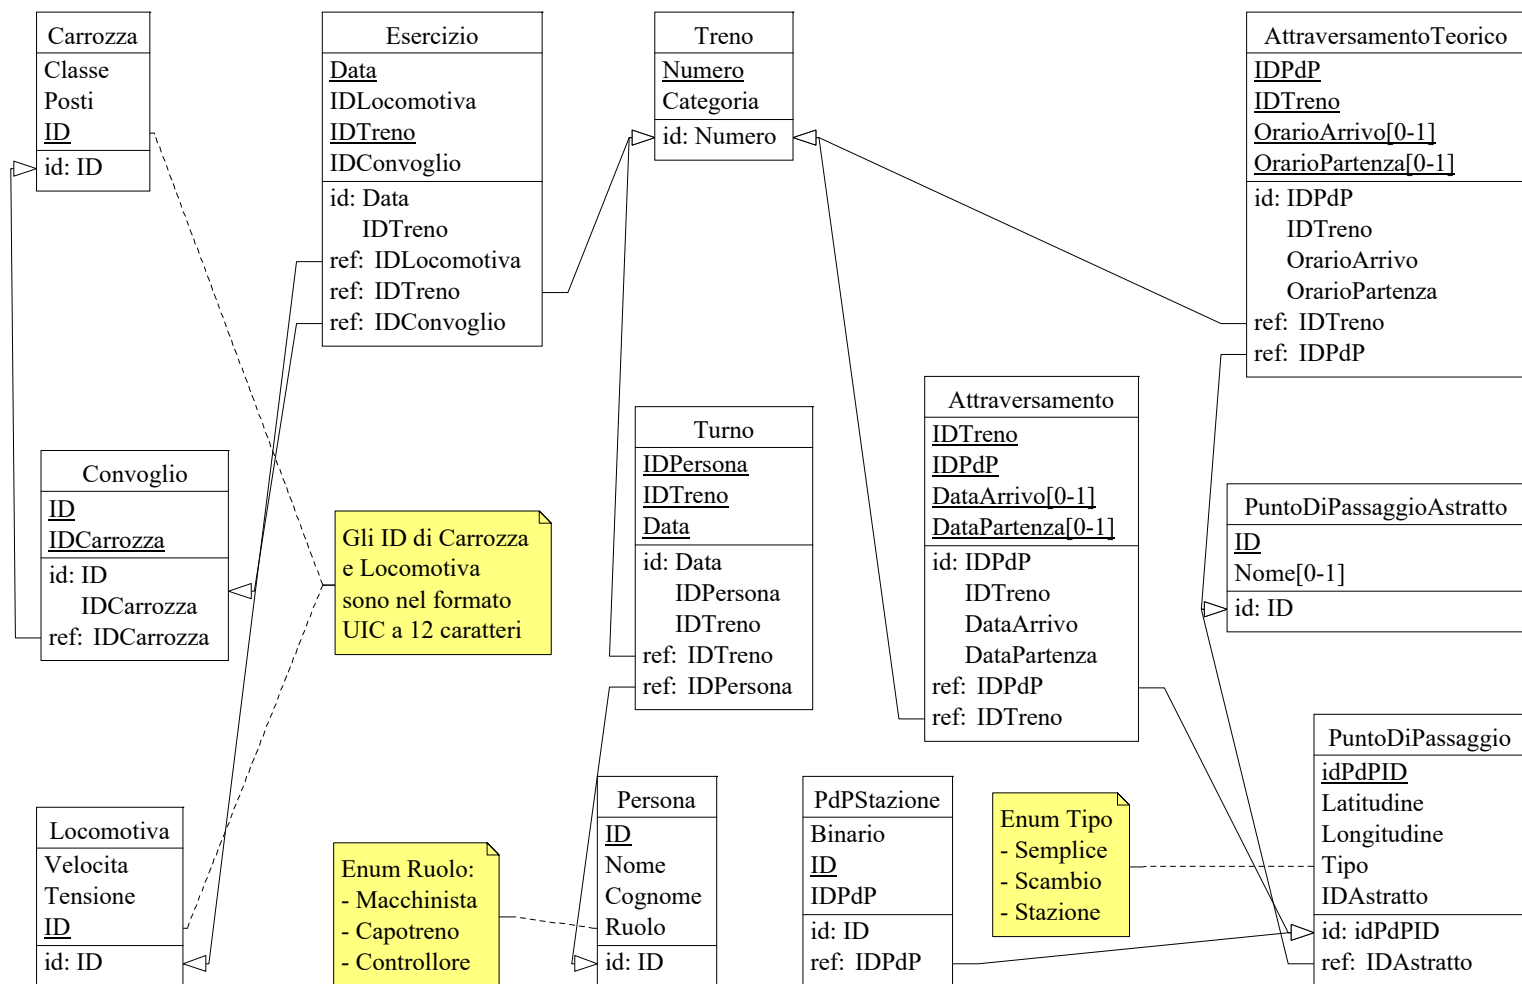 Carrozza
Classe
Posti
ID
id: ID
Esercizio
Data
IDLocomotiva
IDTreno
IDConvoglio
id: Data
IDTreno
ref: IDLocomotiva
ref: IDTreno
ref: IDConvoglio
Treno
Numero
Categoria
id: Numero
AttraversamentoTeorico
IDPdP
IDTreno
OrarioArrivo[0-1]
OrarioPartenza[0-1]
id: IDPdP
IDTreno
OrarioArrivo
OrarioPartenza
ref: IDTreno
ref: IDPdP
Convoglio
ID
IDCarrozza
id: ID
IDCarrozza
ref: IDCarrozza
Gli ID di Carrozza
e Locomotiva
sono nel formato
UIC a 12 caratteri
Turno
IDPersona
IDTreno
Data
id: Data
IDPersona
IDTreno
ref: IDTreno
ref: IDPersona
Attraversamento
IDTreno
IDPdP
DataArrivo[0-1]
DataPartenza[0-1]
id: IDPdP
IDTreno
DataArrivo
DataPartenza
ref: IDPdP
ref: IDTreno
PuntoDiPassaggioAstratto
ID
Nome[0-1]
id: ID
Locomotiva
Velocita
Tensione
ID
id: ID
Enum Ruolo:
- Macchinista
- Capotreno
- Controllore
Persona
ID
Nome
Cognome
Ruolo
id: ID
PdPStazione
Binario
ID
IDPdP
id: ID
ref: IDPdP
Enum Tipo
- Semplice
- Scambio
- Stazione
PuntoDiPassaggio
idPdPID
Latitudine
Longitudine
Tipo
IDAstratto
id: idPdPID
ref: IDAstratto